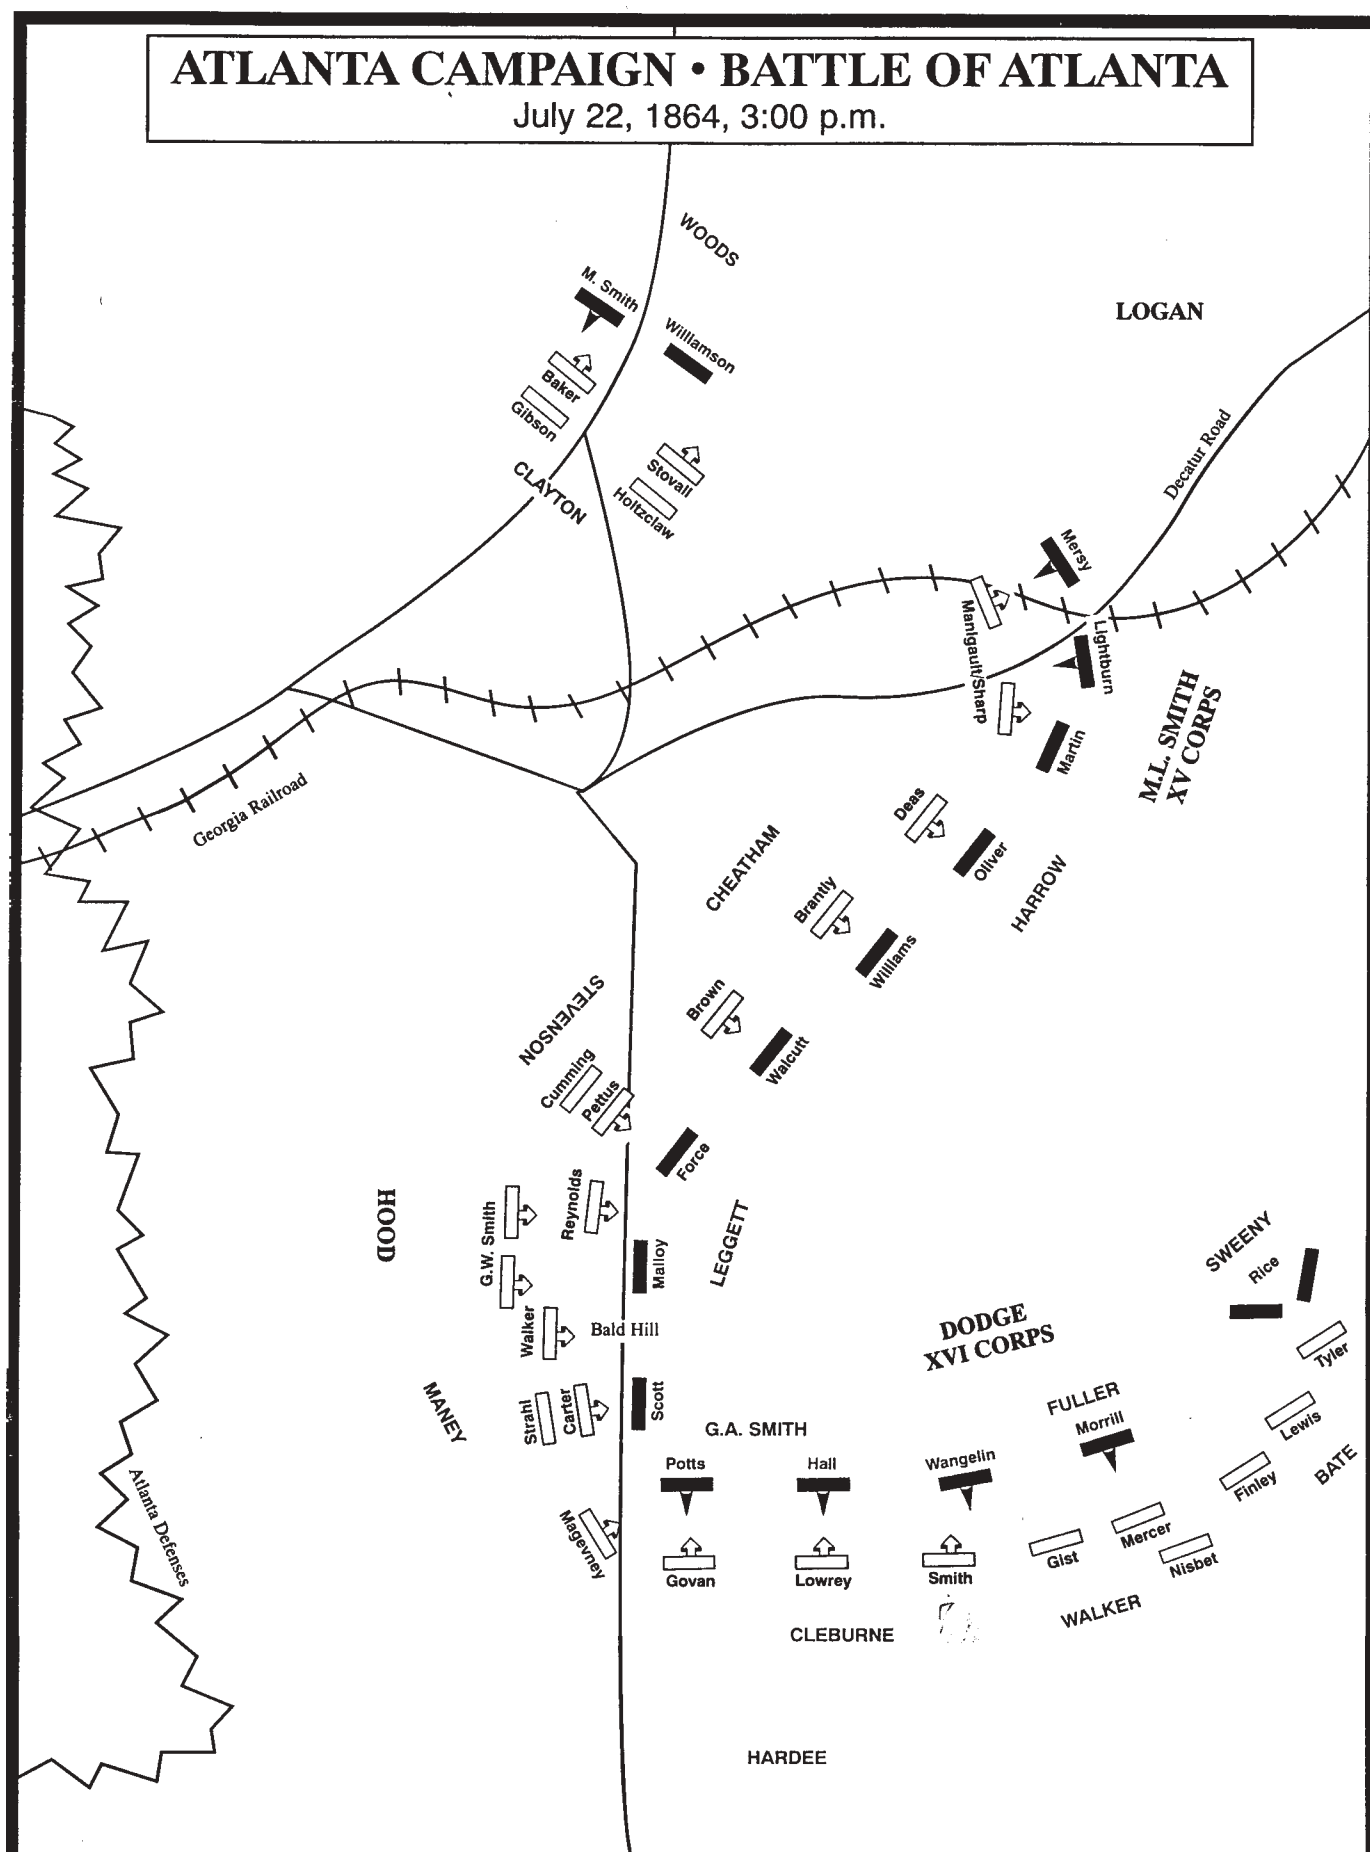 ATLANTA CAMPAIGN • BATTLE OF ATLANTA
July 22, 1864, 3:00 p.m.
WOODS
M. Smith
Williamson
LOGAN
Baker
Gibson
CLAYTON
Stovall
Holtzclaw
Decatur Road
Mersy
Manigault/Sharp
Lightburn
M.L. SMITH
XV CORPS
Martin
Georgia Railroad
Deas
Oliver
CHEATHAM
HARROW
Brantly
Williams
STEVENSON
Brown
Walcutt
Cumming
Pettus
Force
HOOD
G.W. Smith
Reynolds
Malloy
LEGGETT
SWEENY
Rice
Walker
Bald Hill
DODGE
XVI CORPS
Tyler
MANEY
Strahl
Carter
Scott
G.A. SMITH
FULLER
Morrill
Lewis
BATE
Finley
Potts
Hall
Wangelin
Atlanta Defenses
Magevney
Govan
Lowrey
Smith
Gist
Mercer
Nisbet
CLEBURNE
WALKER
HARDEE